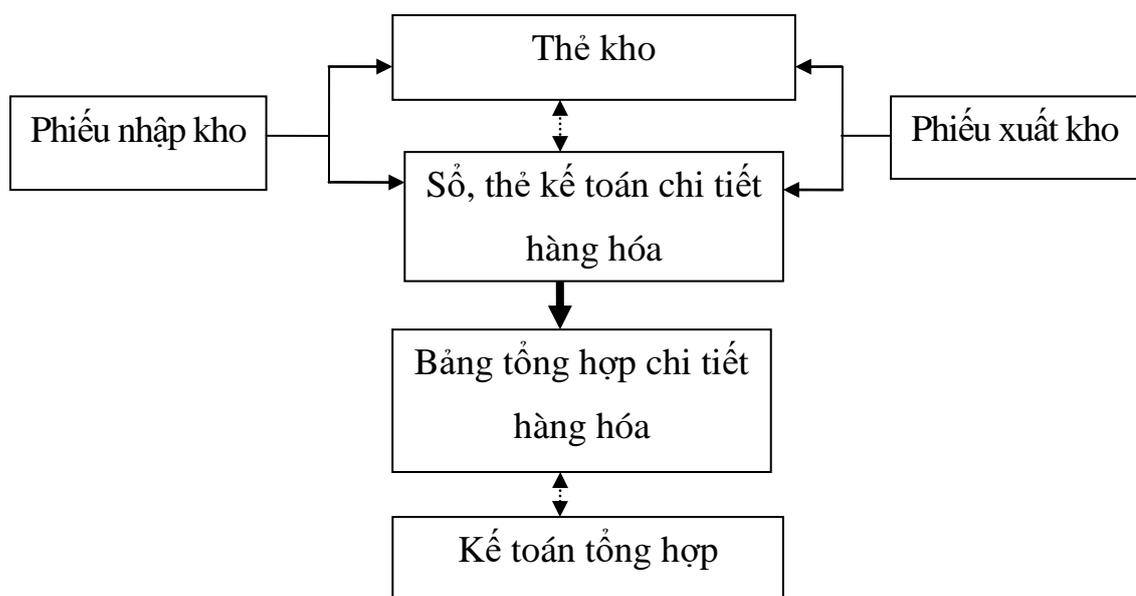 Thẻ kho
Phiếu nhập kho
Phiếu xuất kho
Sổ, thẻ kế toán chi tiết
hàng hóa
Bảng tổng hợp chi tiết
hàng hóa
Kế toán tổng hợp